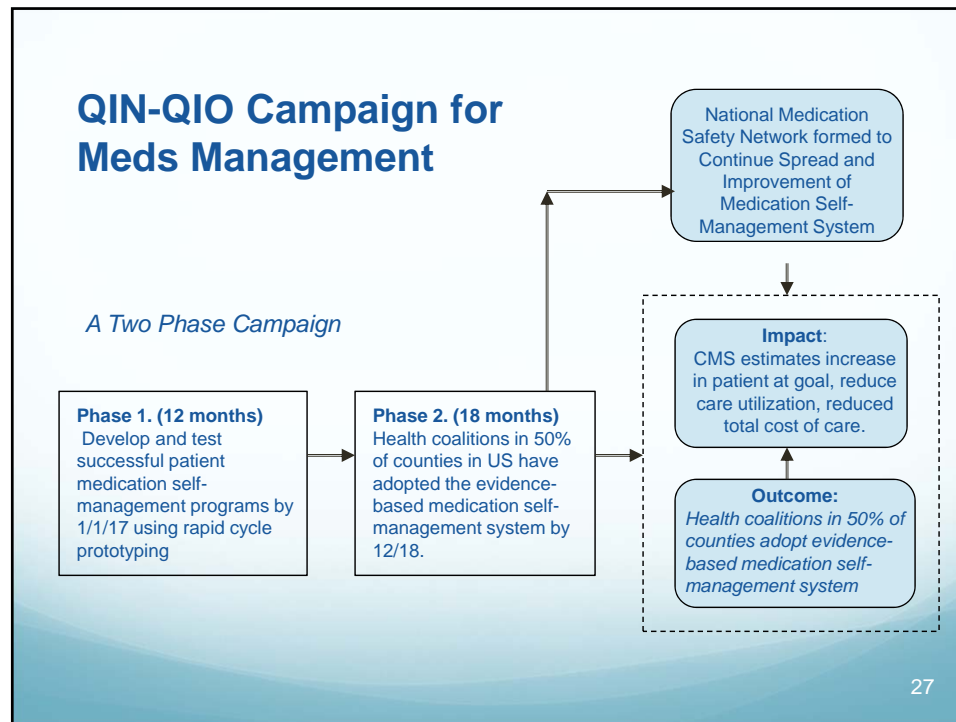 QIN-QIO Campaign for
Meds Management
A Two Phase Campaign
Phase 1. (12 months)
Develop and test
successful patient
medication self-
management programs by
1/1/17 using rapid cycle
prototyping
Phase 2. (18 months)
Health coalitions in 50%
of counties in US have
adopted the evidence-
based medication self-
management system by
12/18.
National Medication
Safety Network formed to
Continue Spread and
Improvement of
Medication Self-
Management System
Impact:
CMS estimates increase
in patient at goal, reduce
care utilization, reduced
total cost of care.
Outcome:
Health coalitions in 50% of
counties adopt evidence-
based medication self-
management system
27